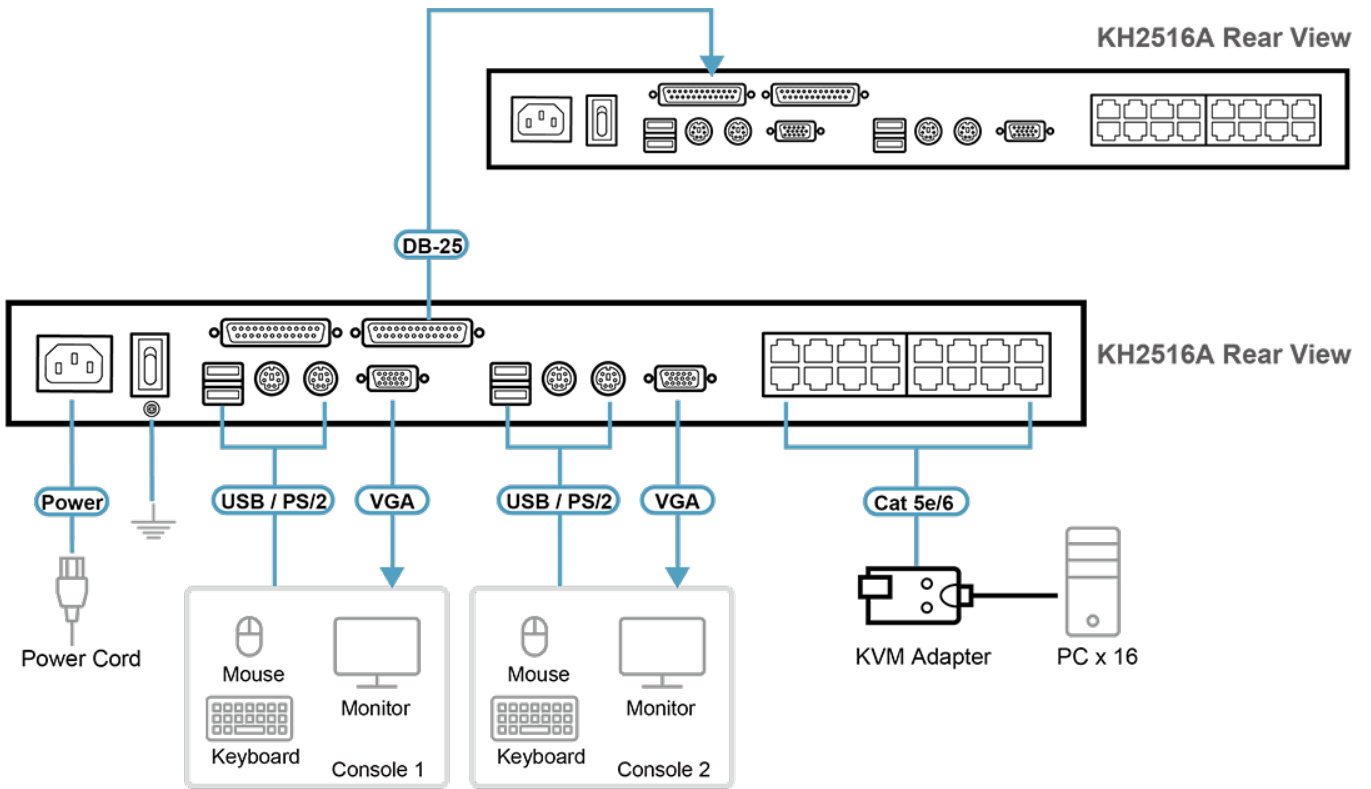 KH2516A Rear View
DB-25
KH2516A Rear View
Power
USB / PS/2
VGA
USB / PS/2
VGA
Cat 5e/6
Power Cord
Mouse
Monitor
Keyboard
Console 1
Mouse
Monitor
Keyboard
Console 2
KVM Adapter
PC x 16